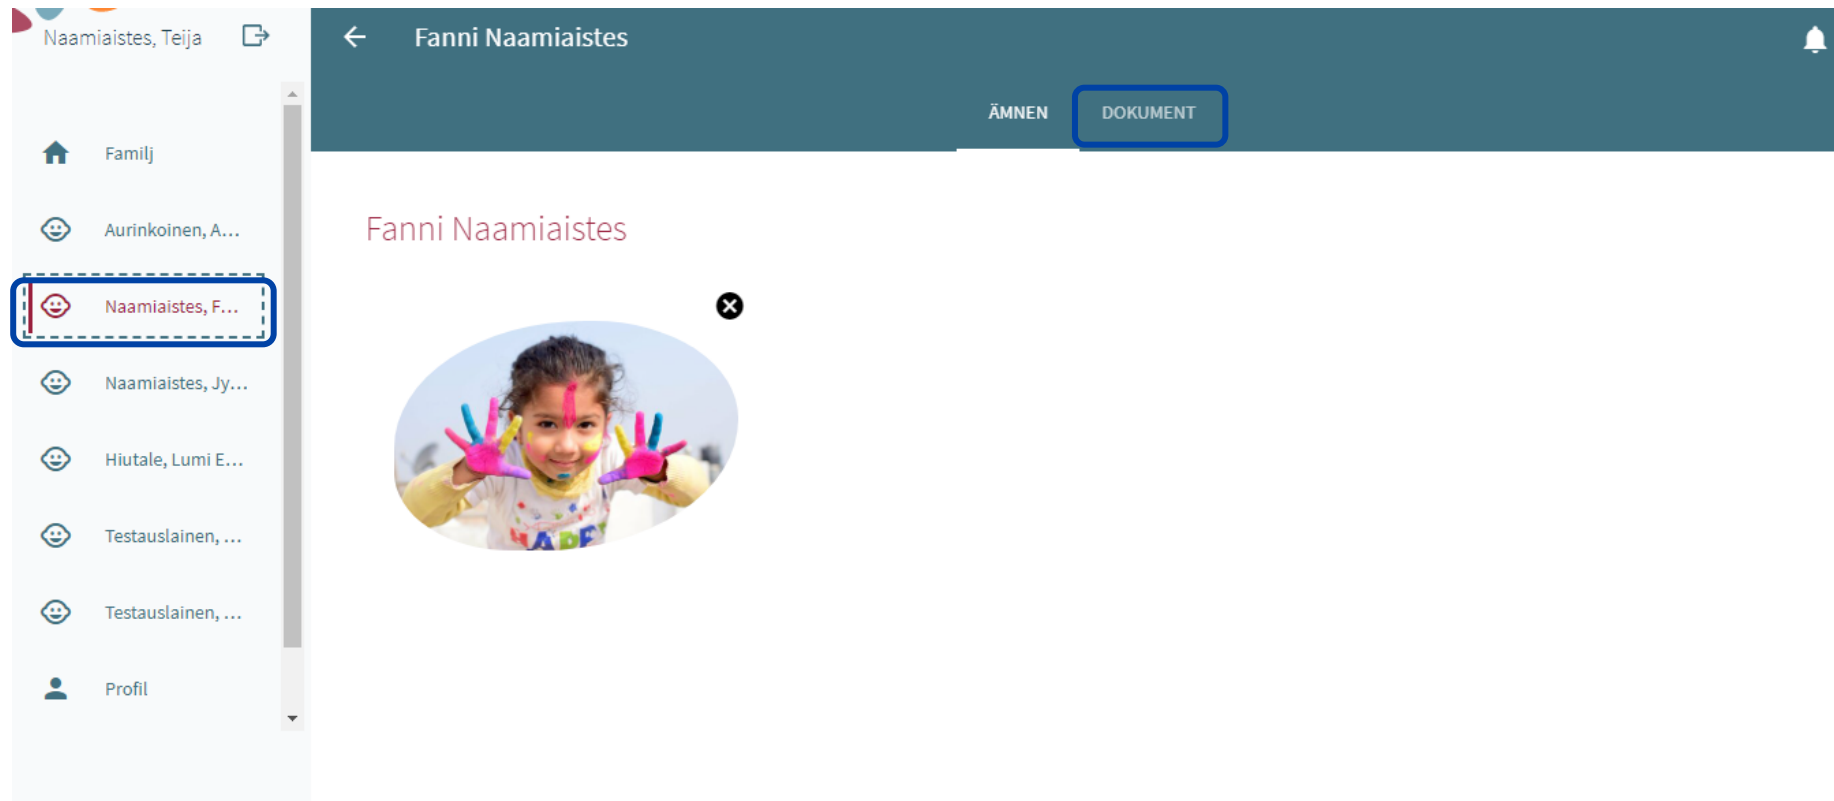 Naamiaistes, Teija
Fanni Naamiaistes
ÄMNEN
DOKUMENT
Familj
Aurinkoinen, A...
Naamiaistes, F...
Naamiaistes, Jy...
Hiutale, Lumi E...
Testauslainen, ...
Testauslainen, ...
Profil
Fanni Naamiaistes